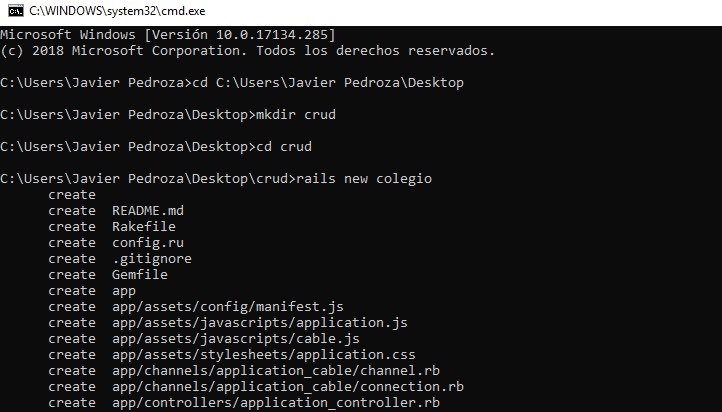 C:\WINDOWS\system32\cmd.exe
Microsoft Windows [Versión 10.0.17134.285]
(c) 2018 Microsoft Corporation. Todos los derechos reservados.
C:\Users\Javier Pedroza>cd C:\Users\Javier Pedroza\Desktop
C:\Users\Javier Pedroza\Desktop>mkdir crud
C:\Users\Javier Pedroza\Desktop>cd crud
C:\Users\Javier Pedroza\Desktop\crud>rails new colegio
create
create  README.md
create  Rakefile
create  config.ru
create  .gitignore
create  Gemfile
create  app
create  app/assets/config/manifest.js
create  app/assets/javascripts/application.js
create  app/assets/javascripts/cable.js
create  app/assets/stylesheets/application.css
create  app/channels/application_cable/channel.rb
create  app/channels/application_cable/connection.rb
create  app/controllers/application_controller.rb